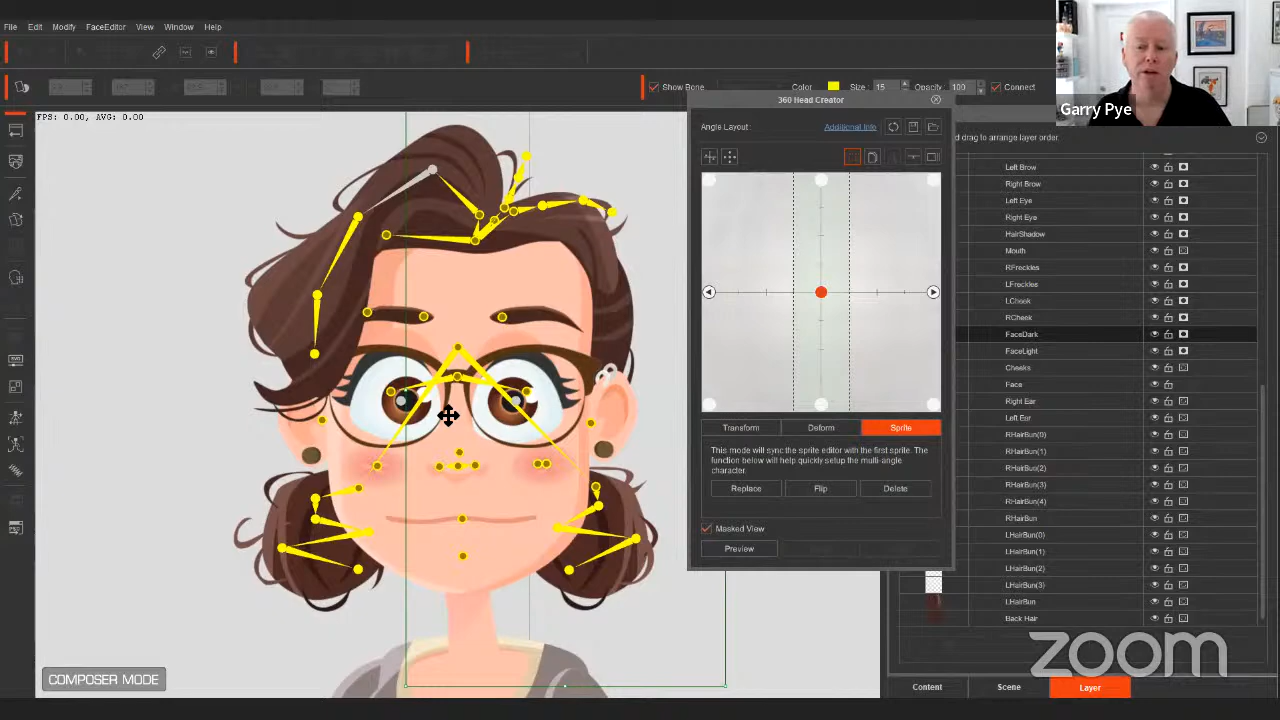 File Edit Modify FaceEditor View Window Help
Show Bone Color Size 15 Opacity 100 Connect
360 Head Creator
Garry Pye
FPS: 0.00, AVG: 0.00
Angle Layout: Additional Info
d drag to arrange layer order.
Left Brow
Right Brow
Left Eye
Right Eye
HairShadow
Mouth
RFreckles
LFreckles
LCheek
RCheek
FaceDark
FaceLight
Cheeks
Face
Right Ear
Left Ear
RHairBun(0)
RHairBun(1)
RHairBun(2)
RHairBun(3)
RHairBun(4)
RHairBun
LHairBun(0)
LHairBun(1)
LHairBun(2)
LHairBun(3)
LHairBun
Back Hair
Transform Deform Sprite
This mode will sync the sprite editor with the first sprite. The
function below will help quickly setup the multi-angle
character.
Replace Flip Delete
Masked View
Preview
COMPOSER MODE
zoom
Content Scene Layer